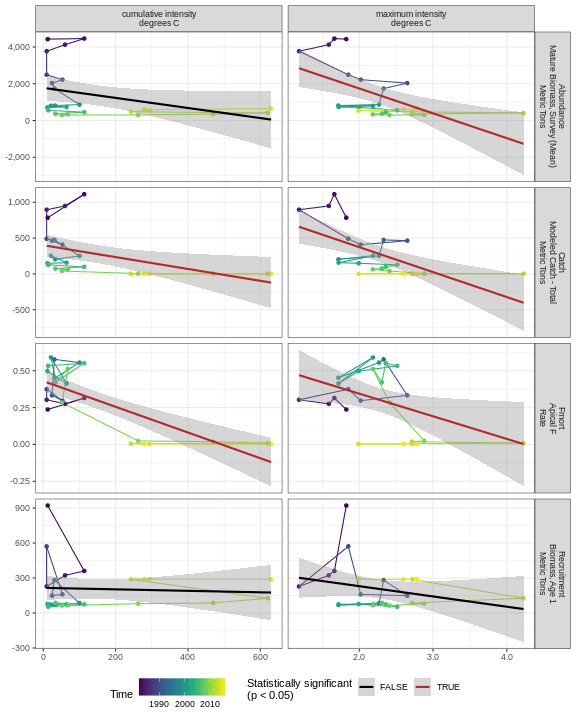 cumulative intensity
degrees C
maximum intensity
degrees C
4,000
2,000
0
-2,000
Abundance
Mature Biomass, Survey (Mean)
Metric Tons
1,000
500
0
-500
Catch
Modeled Catch - Total
Metric Tons
0.50
0.25
0.00
-0.25
Fmort
Apical F
Rate
900
600
300
0
-300
Recruitment
Biomass, Age 1
Metric Tons
0
200
400
600
2.0
3.0
4.0
Time
1990 2000 2010
Statistically significant
(p < 0.05)
FALSE
TRUE